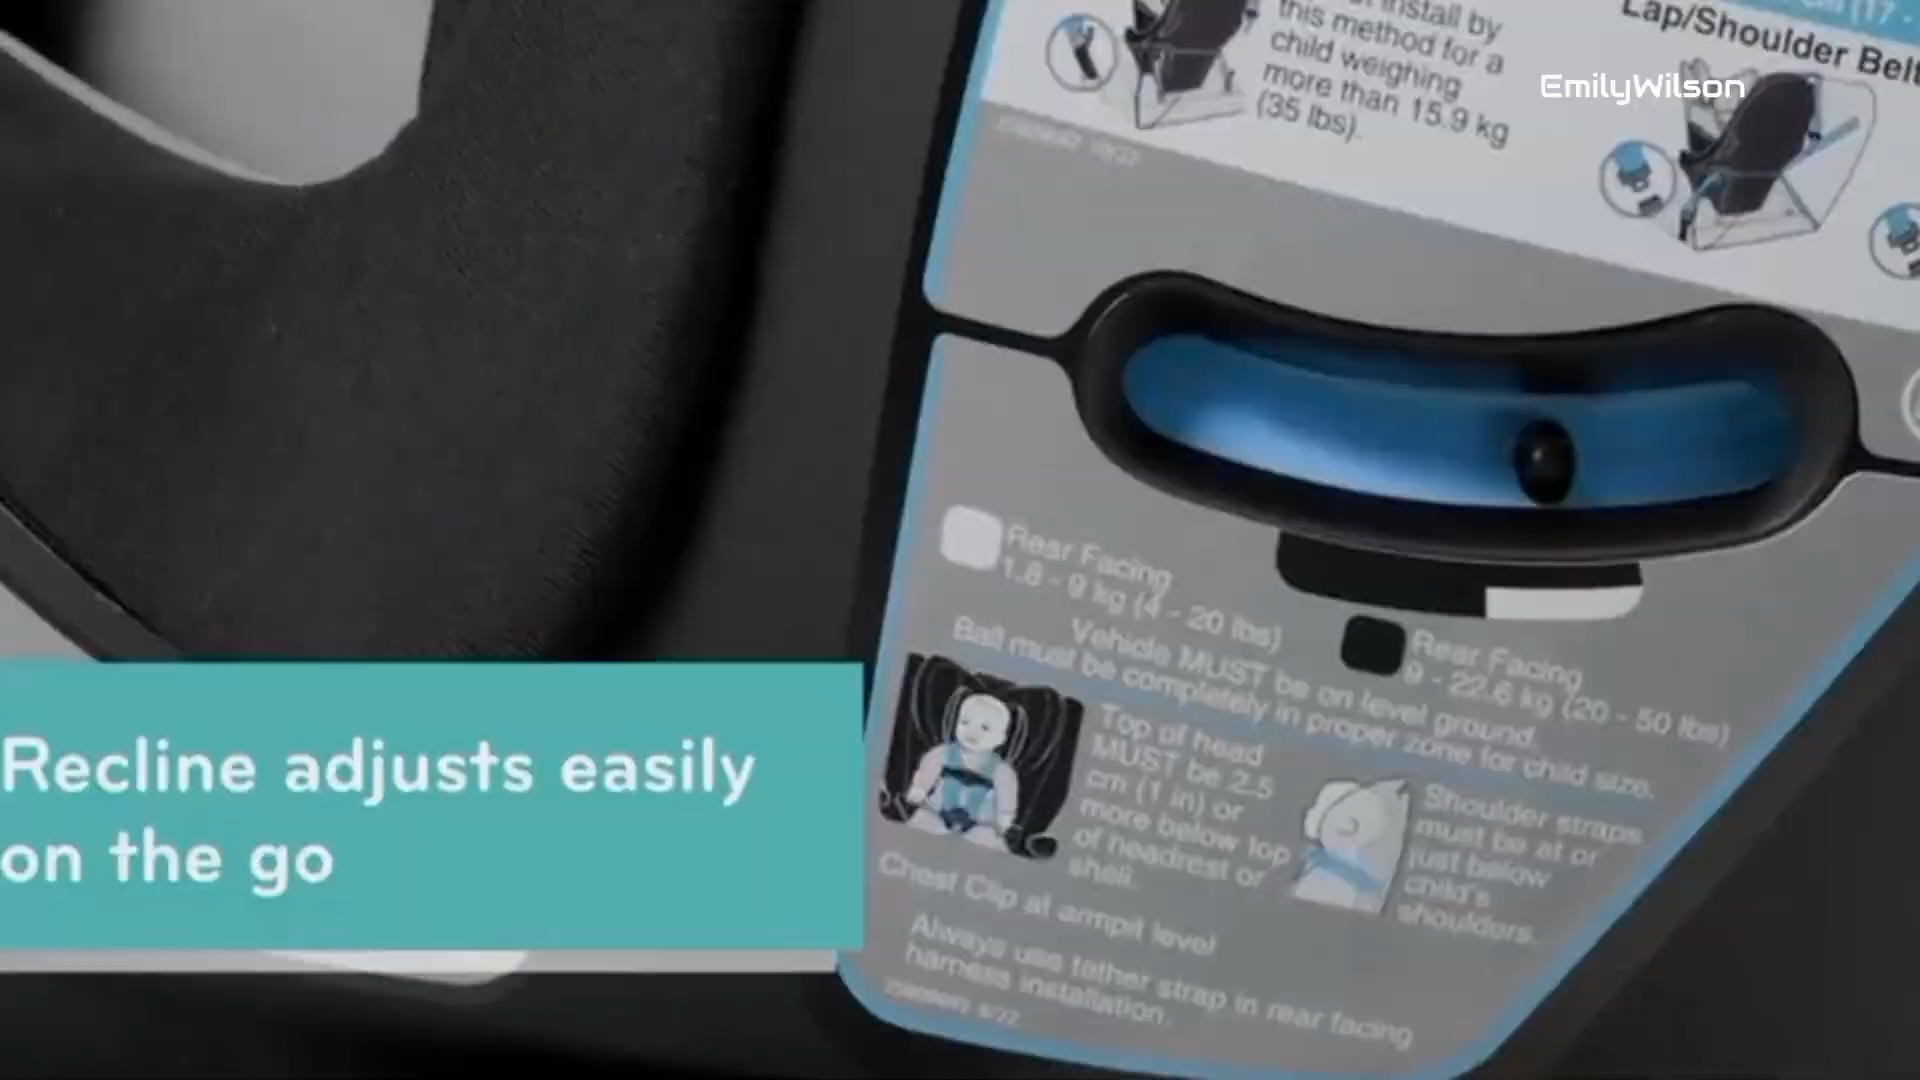 install by
this method for a
child weighing
more than 15.9 kg
(35 lbs).
(17 -
Lap/Shoulder Belt
EmilyWilson
Rear Facing
1.8 - 9 kg (4 - 20 lbs)
Rear Facing
9 - 22.6 kg (20 - 50 lbs)
Vehicle MUST be on level ground.
Ball must be completely in proper zone for child size.
Top of head
MUST be 2.5
cm (1 in) or
more below top
of headrest or
shell.
Shoulder straps
must be at or
just below
child's
shoulders.
Chest Clip at armpit level
Always use tether strap in rear facing
harness installation.
Recline adjusts easily
on the go